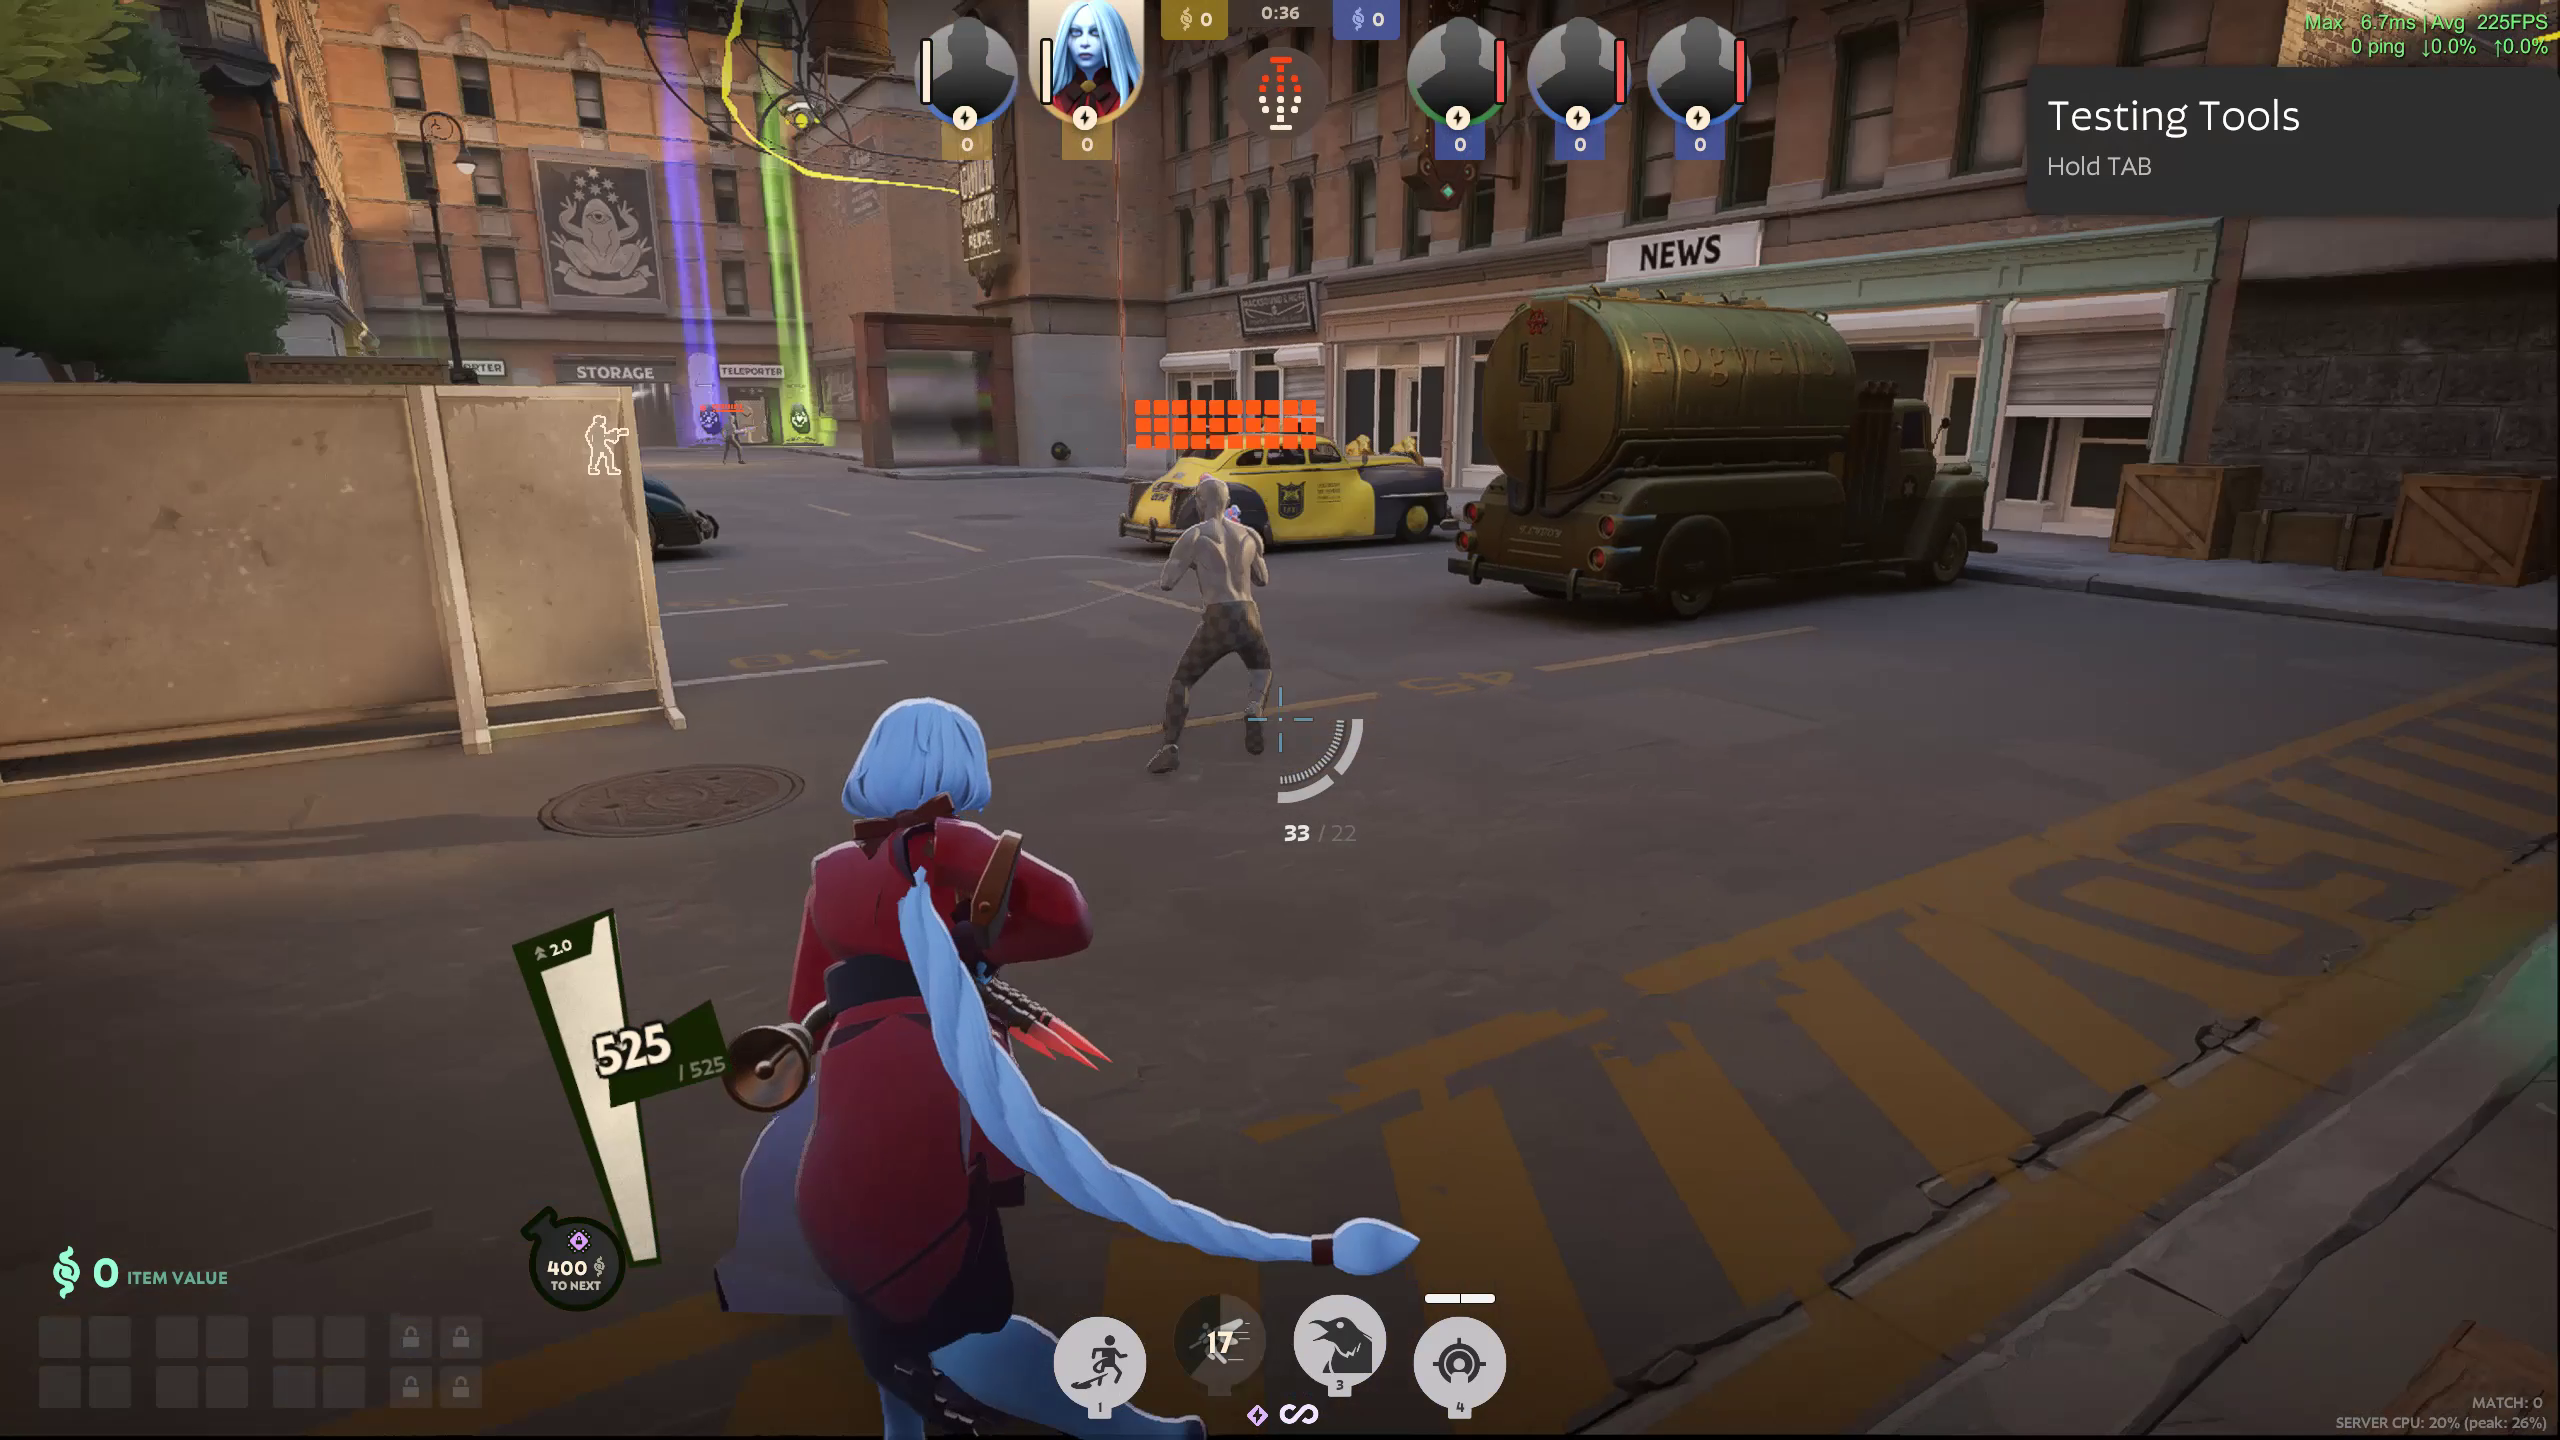 0
0:36
0
Max 6.7ms | Avg 225FPS
0 ping ↓0.0% ↑0.0%
0
0
0
0
0
Testing Tools
Hold TAB
NEWS
Fogwell's
STORAGE
TELEPORTER
33 / 22
2.0
525
/ 525
400
TO NEXT
0 ITEM VALUE
17
1
3
4
MATCH: 0
SERVER CPU: 20% (peak: 26%)